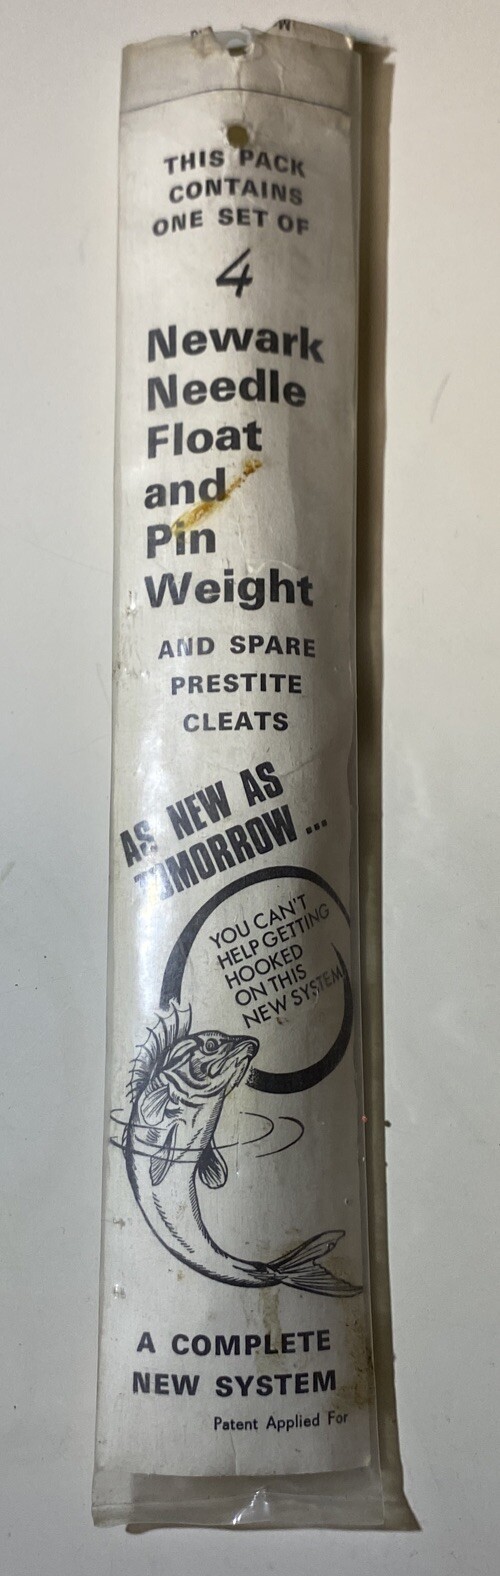 THIS PACK
CONTAINS
ONE SET OF
4
Newark
Needle
Float
and
Pin
Weight
AND SPARE
PRESTITE
CLEATS
AS NEW AS
TOMORROW ...
YOU CAN'T
HELP GETTING
HOOKED
ON THIS
NEW SYSTEM
A COMPLETE
NEW SYSTEM
Patent Applied For